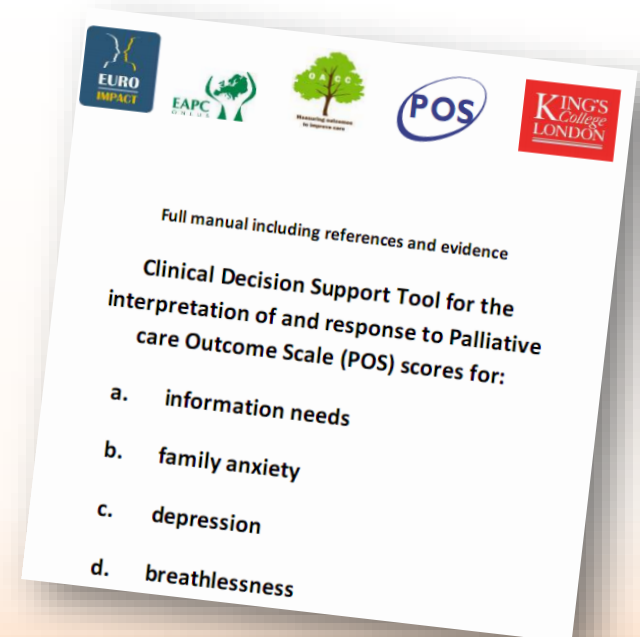 EURO
IMPACT
EAPC
ONLUS
OACC
Measuring outcomes
to improve care
POS
KING'S
College
LONDON
Full manual including references and evidence
Clinical Decision Support Tool for the
interpretation of and response to Palliative
care Outcome Scale (POS) scores for:
a. information needs
b. family anxiety
c. depression
d. breathlessness